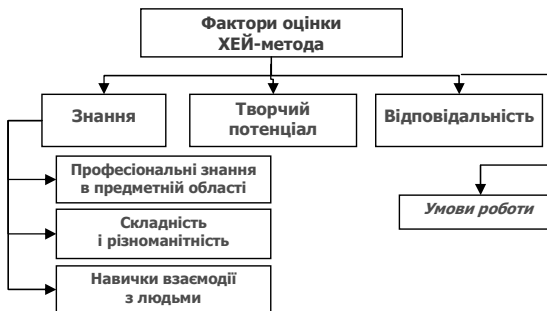 Фактори оцінки
ХЕЙ-метода
Знання
Творчий
потенціал
Відповідальність
Професіональні знання
в предметній області
Складність
і різноманітність
Навички взаємодії
з людьми
Умови роботи